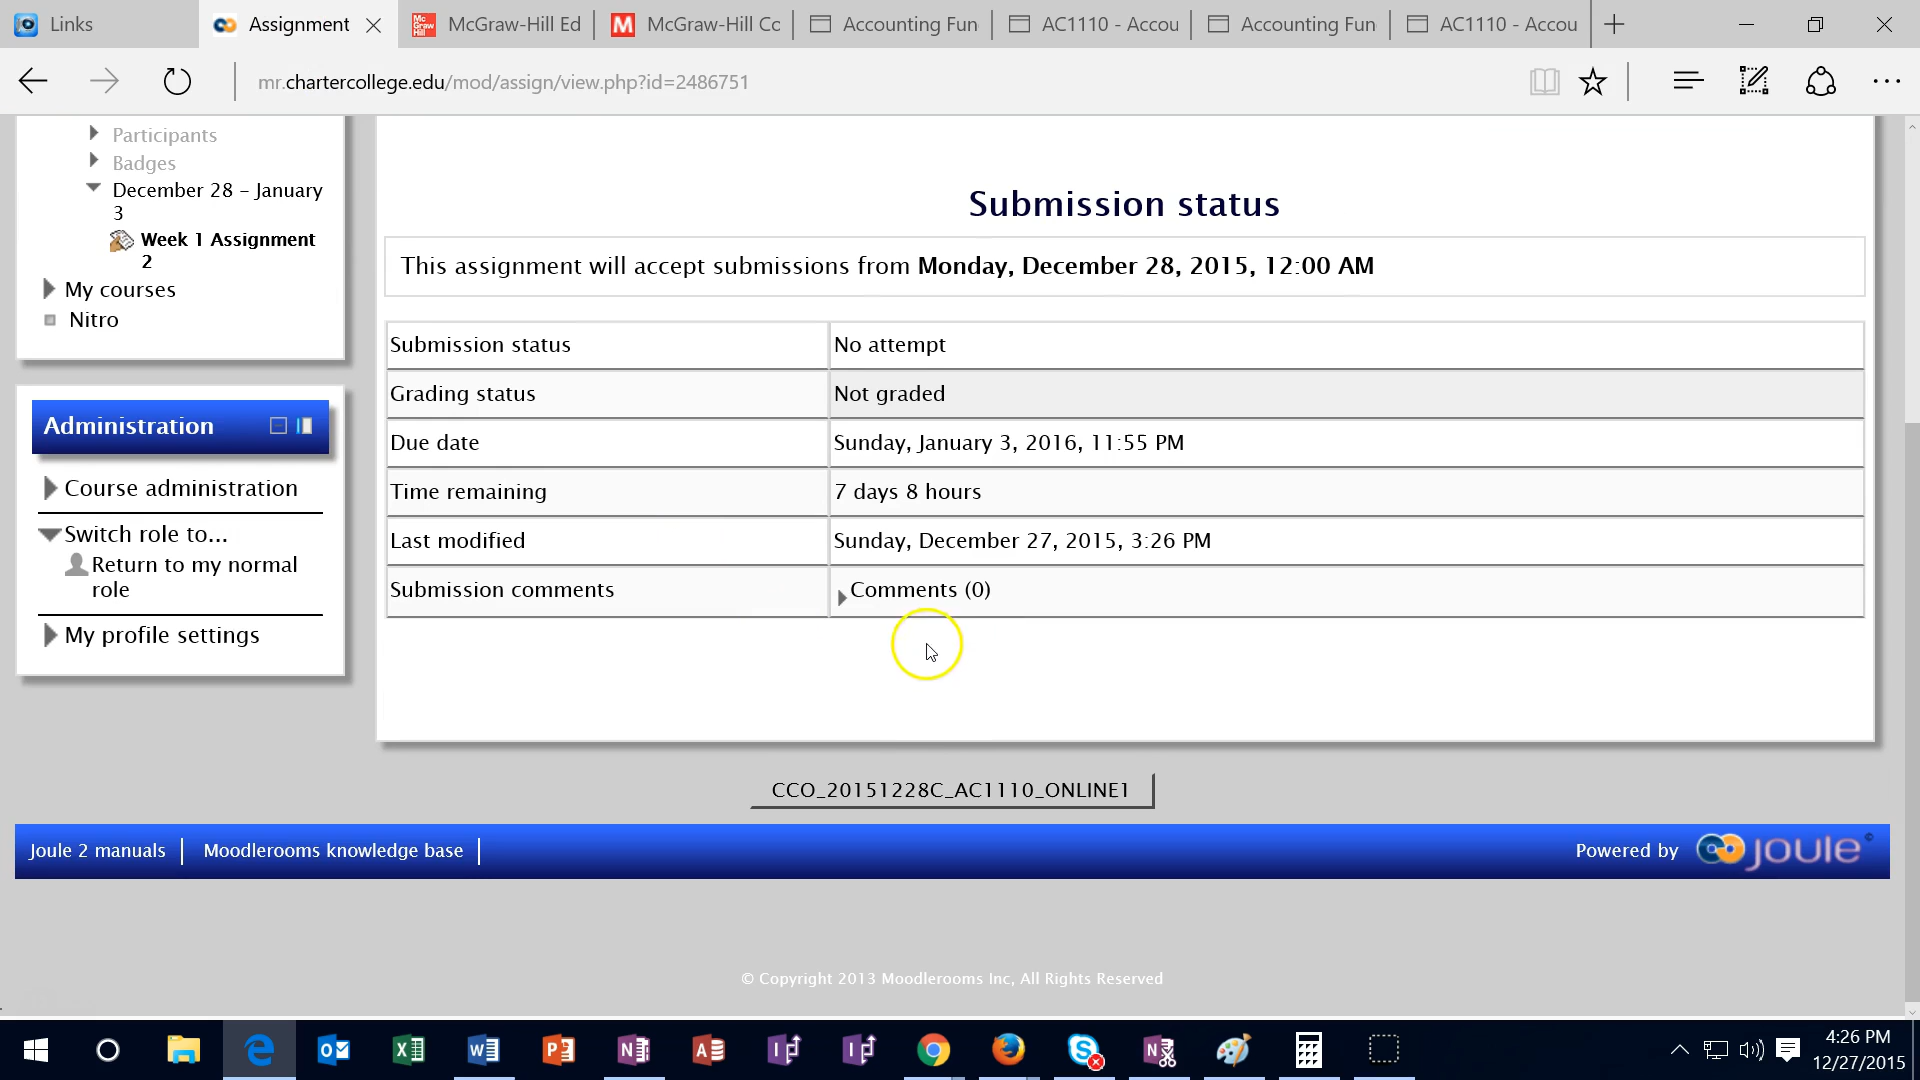 Links
Assignment
McGraw-Hill Ed
McGraw-Hill Cc
Accounting Fun
AC1110 - Accou
Accounting Fun
AC1110 - Accou
mr.chartercollege.edu/mod/assign/view.php?id=2486751
Participants
Badges
December 28 - January
3
Week 1 Assignment
2
My courses
Nitro
Administration
Course administration
Switch role to...
Return to my normal
role
My profile settings
Submission status
This assignment will accept submissions from Monday, December 28, 2015, 12:00 AM
Submission status No attempt
Grading status Not graded
Due date Sunday, January 3, 2016, 11:55 PM
Time remaining 7 days 8 hours
Last modified Sunday, December 27, 2015, 3:26 PM
Submission comments Comments (0)
CCO_20151228C_AC1110_ONLINE1
Joule 2 manuals
Moodlerooms knowledge base
Powered by joule
© Copyright 2013 Moodlerooms Inc, All Rights Reserved
4:26 PM
12/27/2015